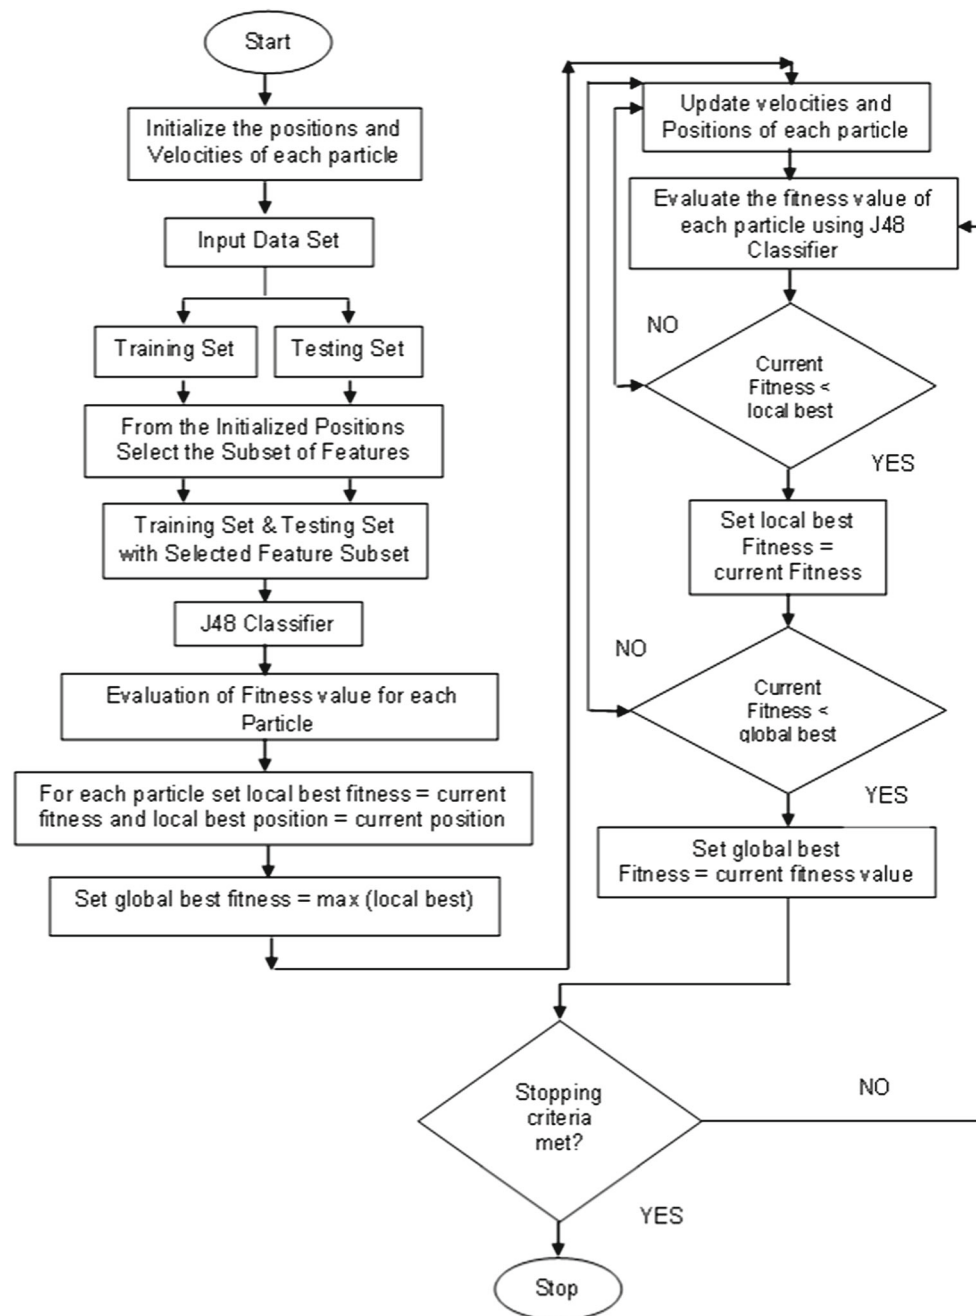 Start
Initialize the positions and
Velocities of each particle
Input Data Set
Training Set
Testing Set
From the Initialized Positions
Select the Subset of Features
Training Set & Testing Set
with Selected Feature Subset
J48 Classifier
Evaluation of Fitness value for each
Particle
For each particle set local best fitness = current
fitness and local best position = current position
Set global best fitness = max (local best)
Update velocities and
Positions of each particle
Evaluate the fitness value of
each particle using J48
Classifier
NO
Current
Fitness <
local best
YES
Set local best
Fitness =
current Fitness
NO
Current
Fitness <
global best
YES
Set global best
Fitness = current fitness value
Stopping
criteria
met?
NO
YES
Stop